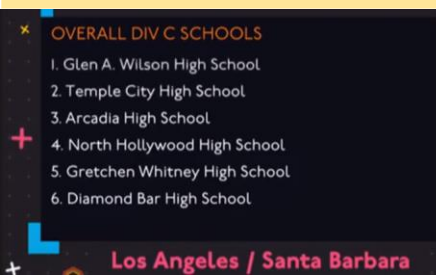 OVERALL DIV C SCHOOLS
1. Glen A. Wilson High School
2. Temple City High School
3. Arcadia High School
4. North Hollywood High School
5. Gretchen Whitney High School
6. Diamond Bar High School
Los Angeles / Santa Barbara